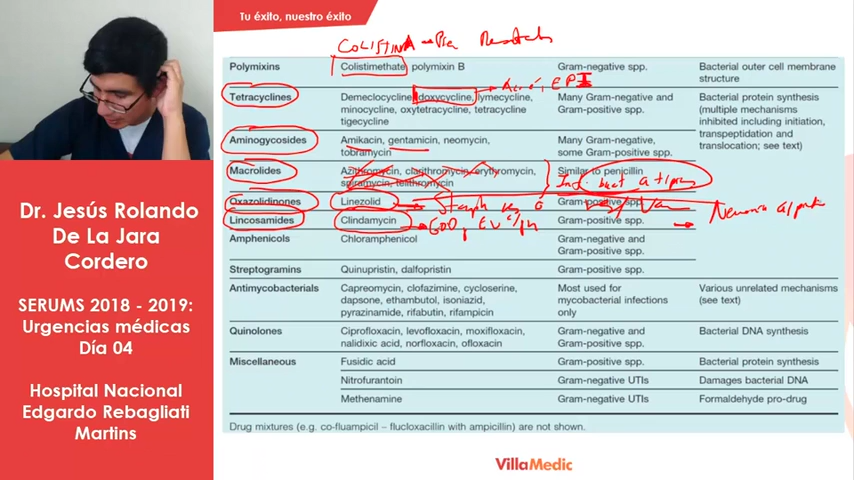 Tu éxito, nuestro éxito
Dr. Jesús Rolando
De La Jara
Cordero
SERUMS 2018 - 2019:
Urgencias médicas
Día 04
Hospital Nacional
Edgardo Rebagliati
Martins
COLISTINA
Polymixins Colistimethate, polymixin B Gram-negative spp. Bacterial outer cell membrane
structure
Tetracyclines Demeclocycline, doxycycline, lymecycline, Many Gram-negative and Bacterial protein synthesis
minocycline, oxytetracycline, tetracycline Gram-positive spp. (multiple mechanisms
tigecycline inhibited including initiation,
Aminogycosides Amikacin, gentamicin, neomycin, Many Gram-negative, transpeptidation and
tobramycin some Gram-positive spp. translocation; see text)
Macrolides Azithromycin, clarithromycin, erythromycin, Similar to penicillin
spiramycin, telithromycin
Oxazolidinones Linezolid Gram-positive spp.
Lincosamides Clindamycin Gram-positive spp.
Amphenicols Chloramphenicol Gram-negative and
Gram-positive spp.
Streptogramins Quinupristin, dalfopristin Gram-positive spp.
Antimycobacterials Capreomycin, clofazimine, cycloserine, Most used for Various unrelated mechanisms
dapsone, ethambutol, isoniazid, mycobacterial infections (see text)
pyrazinamide, rifabutin, rifampicin only
Quinolones Ciprofloxacin, levofloxacin, moxifloxacin, Gram-negative and Bacterial DNA synthesis
nalidixic acid, norfloxacin, ofloxacin Gram-positive spp.
Miscellaneous Fusidic acid Gram-positive spp. Bacterial protein synthesis
Nitrofurantoin Gram-negative UTIs Damages bacterial DNA
Methenamine Gram-negative UTIs Formaldehyde pro-drug
Drug mixtures (e.g. co-fluampicil – flucloxacillin with ampicillin) are not shown.
VillaMedic